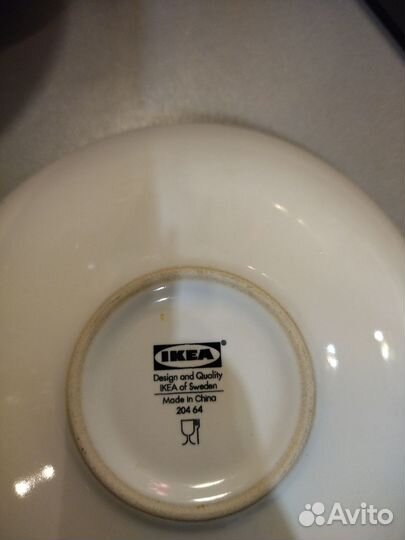 IKEA®
Design and Quality
IKEA of Sweden
Made in China
204 64
Avito